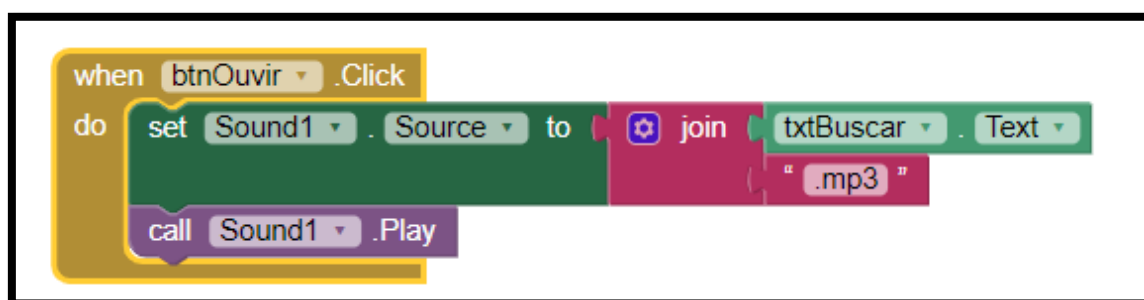 when btnOuvir .Click
do set Sound1 . Source to join txtBuscar . Text
“ .mp3 ”
call Sound1 .Play